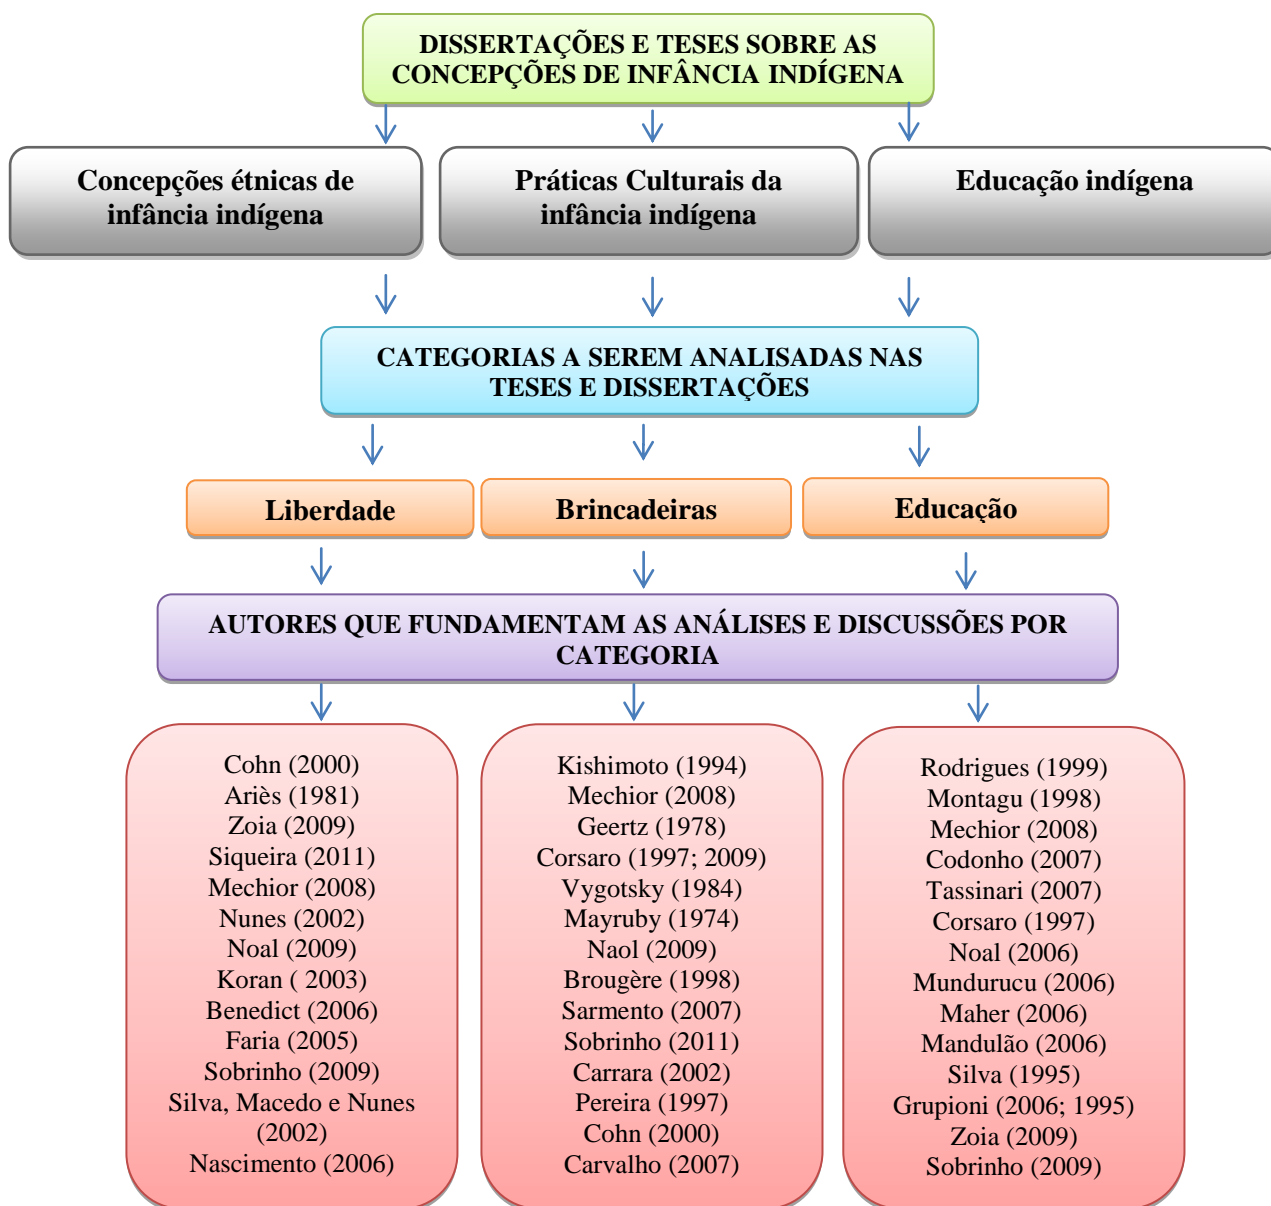 DISSERTAÇÕES E TESES SOBRE AS
CONCEPÇÕES DE INFÂNCIA INDÍGENA
Concepções étnicas de
infância indígena
Práticas Culturais da
infância indígena
Educação indígena
CATEGORIAS A SEREM ANALISADAS NAS
TESES E DISSERTAÇÕES
Liberdade
Brincadeiras
Educação
AUTORES QUE FUNDAMENTAM AS ANÁLISES E DISCUSSÕES POR
CATEGORIA
Cohn (2000)
Ariès (1981)
Zoia (2009)
Siqueira (2011)
Mechior (2008)
Nunes (2002)
Noal (2009)
Koran ( 2003)
Benedict (2006)
Faria (2005)
Sobrinho (2009)
Silva, Macedo e Nunes
(2002)
Nascimento (2006)
Kishimoto (1994)
Mechior (2008)
Geertz (1978)
Corsaro (1997; 2009)
Vygotsky (1984)
Mayruby (1974)
Naol (2009)
Brougère (1998)
Sarmento (2007)
Sobrinho (2011)
Carrara (2002)
Pereira (1997)
Cohn (2000)
Carvalho (2007)
Rodrigues (1999)
Montagu (1998)
Mechior (2008)
Codonho (2007)
Tassinari (2007)
Corsaro (1997)
Noal (2006)
Mundurucu (2006)
Maher (2006)
Mandulão (2006)
Silva (1995)
Grupioni (2006; 1995)
Zoia (2009)
Sobrinho (2009)